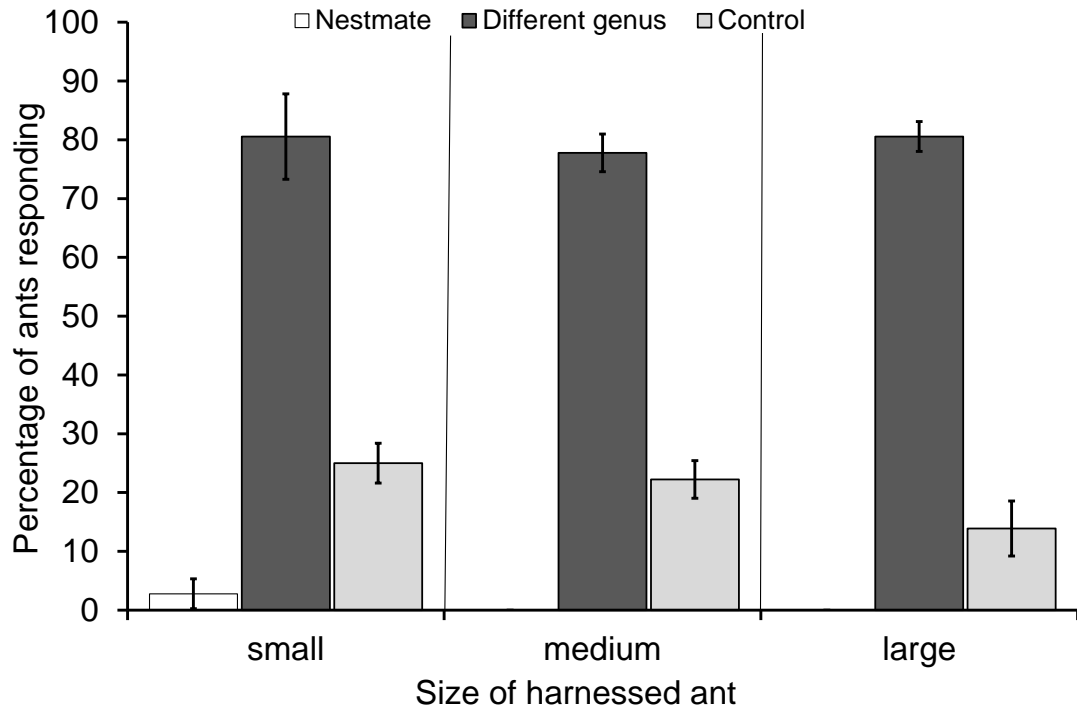 Nestmate Different genus Control
Percentage of ants responding
100
90
80
70
60
50
40
30
20
10
0
small medium large
Size of harnessed ant